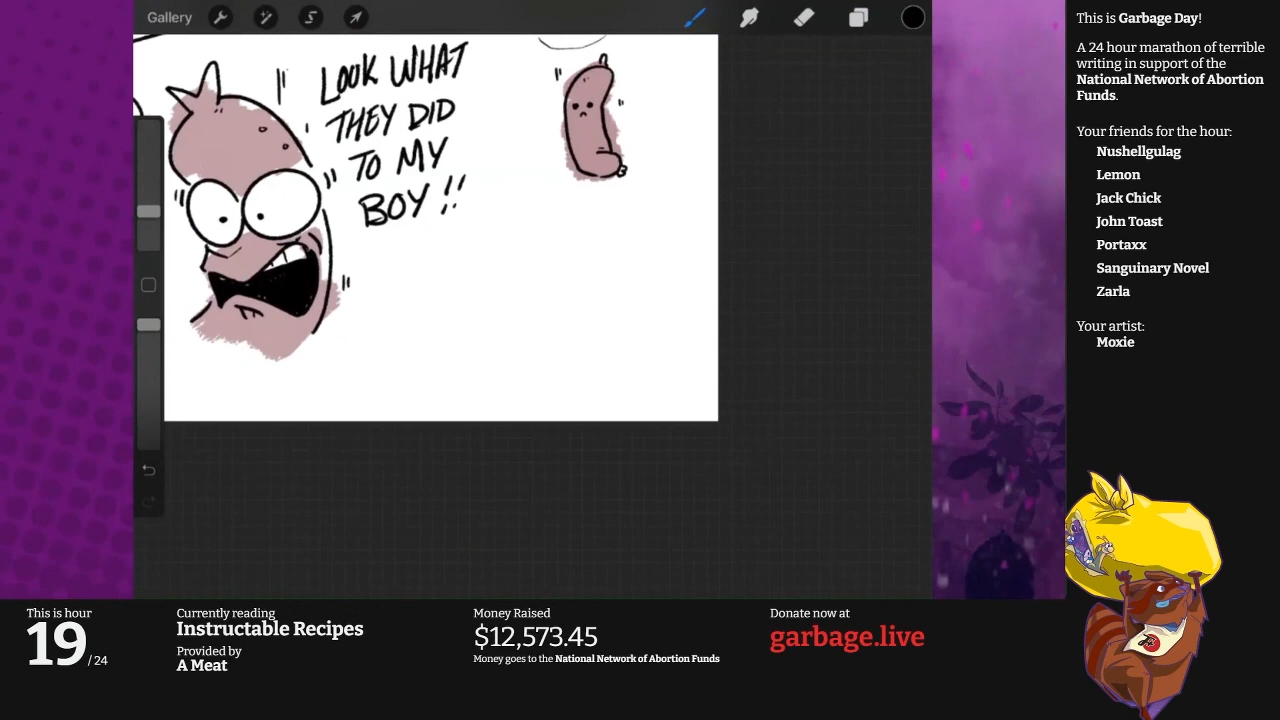 Gallery
LOOK WHAT
THEY DID
TO MY
BOY !!
This is Garbage Day!
A 24 hour marathon of terrible
writing in support of the
National Network of Abortion
Funds.
Your friends for the hour:
Nushellgulag
Lemon
Jack Chick
John Toast
Portaxx
Sanguinary Novel
Zarla
Your artist:
Moxie
This is hour
19 / 24
Currently reading
Instructable Recipes
Provided by
A Meat
Money Raised
$12,573.45
Money goes to the National Network of Abortion Funds
Donate now at
garbage.live